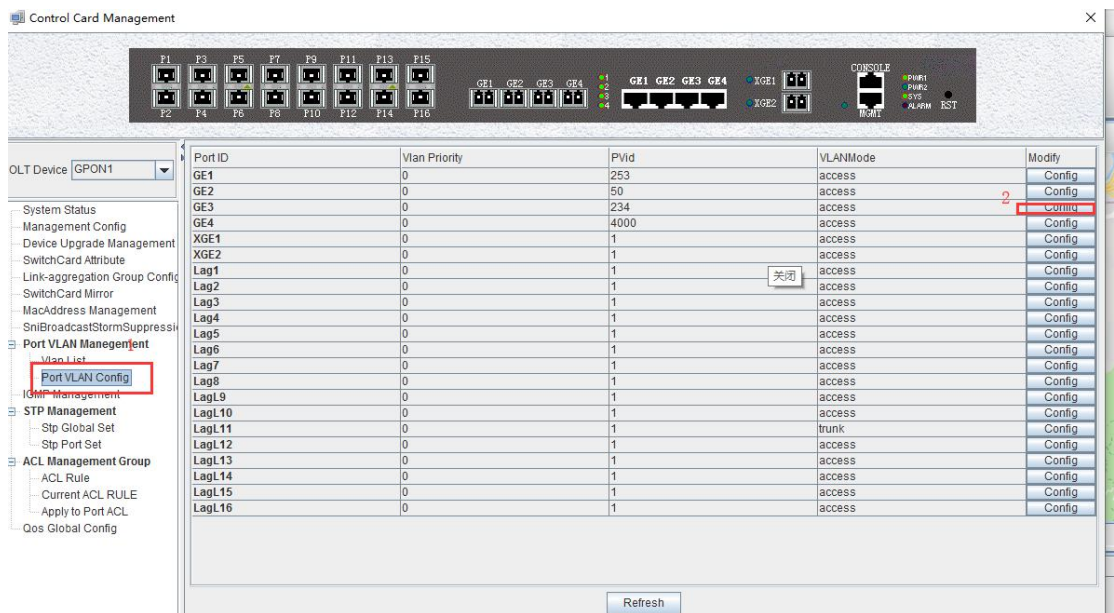 Control Card Management
P1 P3 P5 P7 P9 P11 P13 P15
P2 P4 P6 P8 P10 P12 P14 P16
GE1 GE2 GE3 GE4
1
2
3
4
GE1 GE2 GE3 GE4
XGE1
XGE2
CONSOLE
MGMT
PWR1
PWR2
SYS
ALARM
RST
OLT Device GPON1
System Status
Management Config
Device Upgrade Management
SwitchCard Attribute
Link-aggregation Group Config
SwitchCard Mirror
MacAddress Management
SniBroadcastStormSuppressi
Port VLAN Manegement
1
Vlan List
Port VLAN Config
IGMP Management
STP Management
Stp Global Set
Stp Port Set
ACL Management Group
ACL Rule
Current ACL RULE
Apply to Port ACL
Qos Global Config
Port ID Vlan Priority PVid VLANMode Modify
GE1 0 253 access Config
GE2 0 50 access Config
2
GE3 0 234 access Config
GE4 0 4000 access Config
XGE1 0 1 access Config
XGE2 0 1 access Config
Lag1 0 1 access Config
关闭
Lag2 0 1 access Config
Lag3 0 1 access Config
Lag4 0 1 access Config
Lag5 0 1 access Config
Lag6 0 1 access Config
Lag7 0 1 access Config
Lag8 0 1 access Config
LagL9 0 1 access Config
LagL10 0 1 access Config
LagL11 0 1 trunk Config
LagL12 0 1 access Config
LagL13 0 1 access Config
LagL14 0 1 access Config
LagL15 0 1 access Config
LagL16 0 1 access Config
Refresh